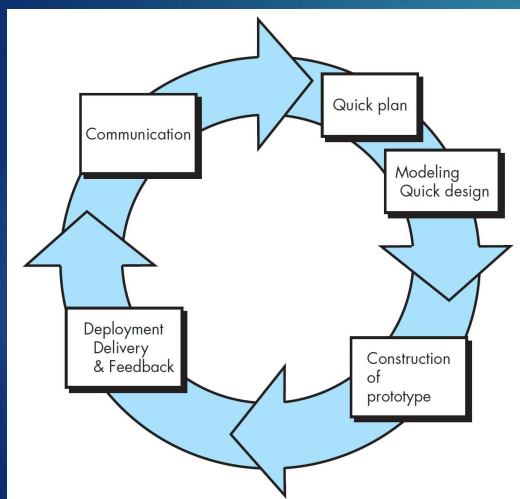 Communication
Quick plan
Modeling
Quick design
Construction
of
prototype
Deployment
Delivery
& Feedback